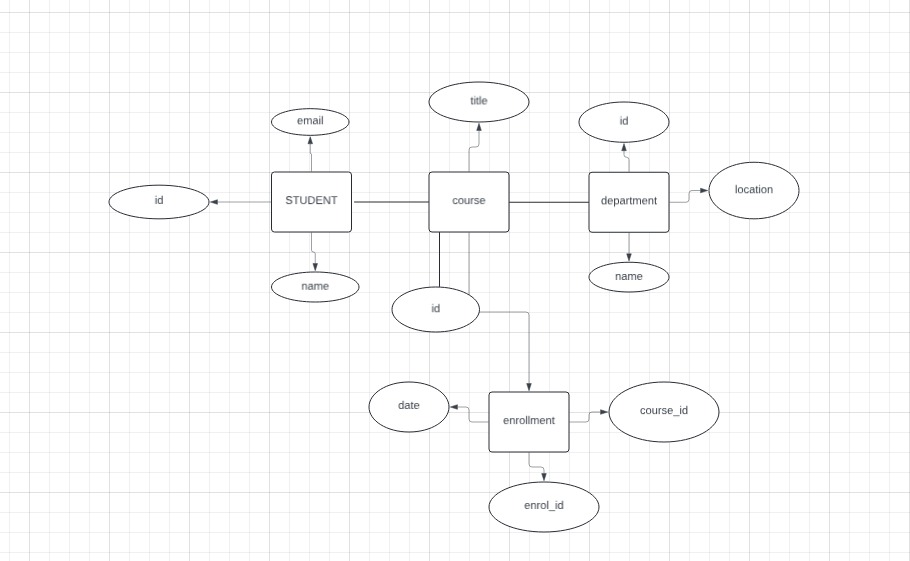 title
email
id
id
location
STUDENT
course
department
name
name
id
date
course_id
enrollment
enrol_id